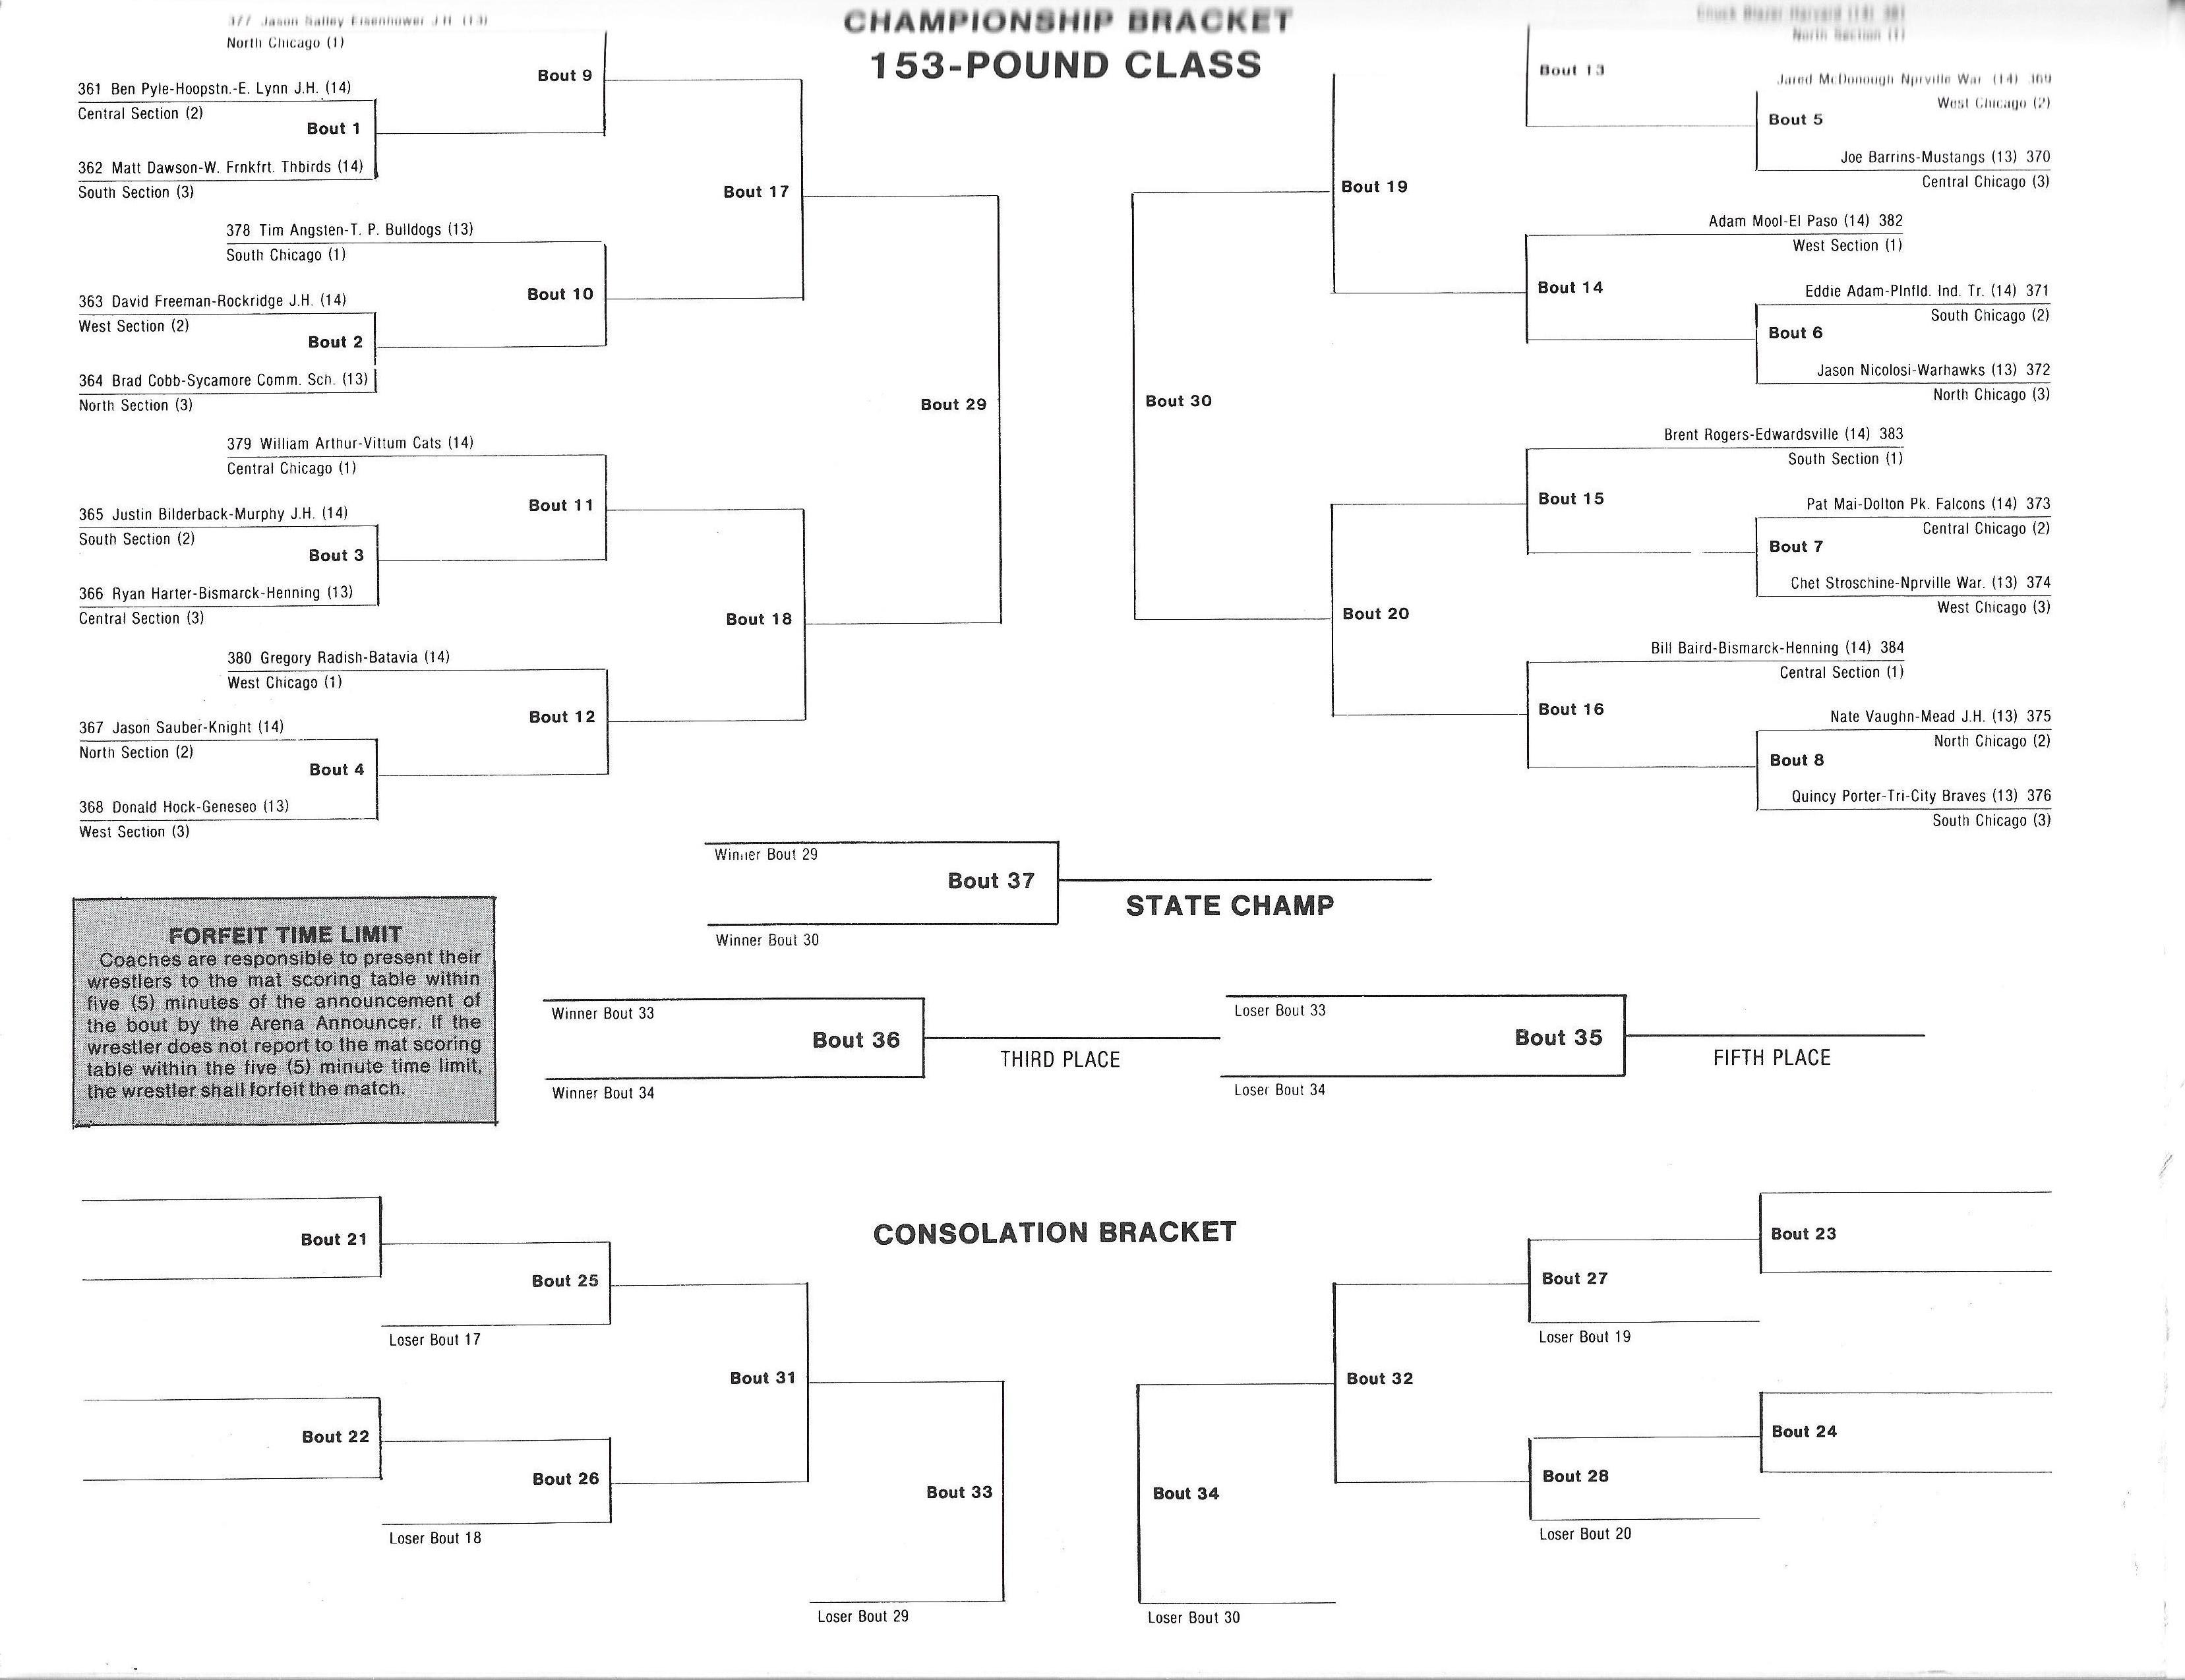 CHAMPIONSHIP BRACKET
153-POUND CLASS
377 Jason Salley Eisenhower J.H. (13)
North Chicago (1)
Bout 9
361 Ben Pyle-Hoopstn.-E. Lynn J.H. (14)
Central Section (2)
Bout 1
362 Matt Dawson-W. Frnkfrt. Thbirds (14)
South Section (3)
Bout 17
378 Tim Angsten-T. P. Bulldogs (13)
South Chicago (1)
Bout 10
363 David Freeman-Rockridge J.H. (14)
West Section (2)
Bout 2
364 Brad Cobb-Sycamore Comm. Sch. (13)
North Section (3)
Bout 29
379 William Arthur-Vittum Cats (14)
Central Chicago (1)
Bout 11
365 Justin Bilderback-Murphy J.H. (14)
South Section (2)
Bout 3
366 Ryan Harter-Bismarck-Henning (13)
Central Section (3)
Bout 18
380 Gregory Radish-Batavia (14)
West Chicago (1)
Bout 12
367 Jason Sauber-Knight (14)
North Section (2)
Bout 4
368 Donald Hock-Geneseo (13)
West Section (3)
Harvard (14) 381
North Section (1)
Bout 13
Jared McDonough Nprville War. (14) 369
West Chicago (2)
Bout 5
Joe Barrins-Mustangs (13) 370
Central Chicago (3)
Bout 19
Adam Mool-El Paso (14) 382
West Section (1)
Bout 14
Eddie Adam-Plnfld. Ind. Tr. (14) 371
South Chicago (2)
Bout 6
Jason Nicolosi-Warhawks (13) 372
North Chicago (3)
Bout 30
Brent Rogers-Edwardsville (14) 383
South Section (1)
Bout 15
Pat Mai-Dolton Pk. Falcons (14) 373
Central Chicago (2)
Bout 7
Chet Stroschine-Nprville War. (13) 374
West Chicago (3)
Bout 20
Bill Baird-Bismarck-Henning (14) 384
Central Section (1)
Bout 16
Nate Vaughn-Mead J.H. (13) 375
North Chicago (2)
Bout 8
Quincy Porter-Tri-City Braves (13) 376
South Chicago (3)
Winner Bout 29
Bout 37
STATE CHAMP
Winner Bout 30
FORFEIT TIME LIMIT
Coaches are responsible to present their
wrestlers to the mat scoring table within
five (5) minutes of the announcement of
the bout by the Arena Announcer. If the
wrestler does not report to the mat scoring
table within the five (5) minute time limit,
the wrestler shall forfeit the match.
Winner Bout 33
Bout 36
THIRD PLACE
Winner Bout 34
Loser Bout 33
Bout 35
FIFTH PLACE
Loser Bout 34
CONSOLATION BRACKET
Bout 21
Bout 25
Loser Bout 17
Bout 31
Bout 22
Bout 26
Loser Bout 18
Bout 33
Loser Bout 29
Bout 23
Bout 27
Loser Bout 19
Bout 32
Bout 24
Bout 28
Loser Bout 20
Bout 34
Loser Bout 30